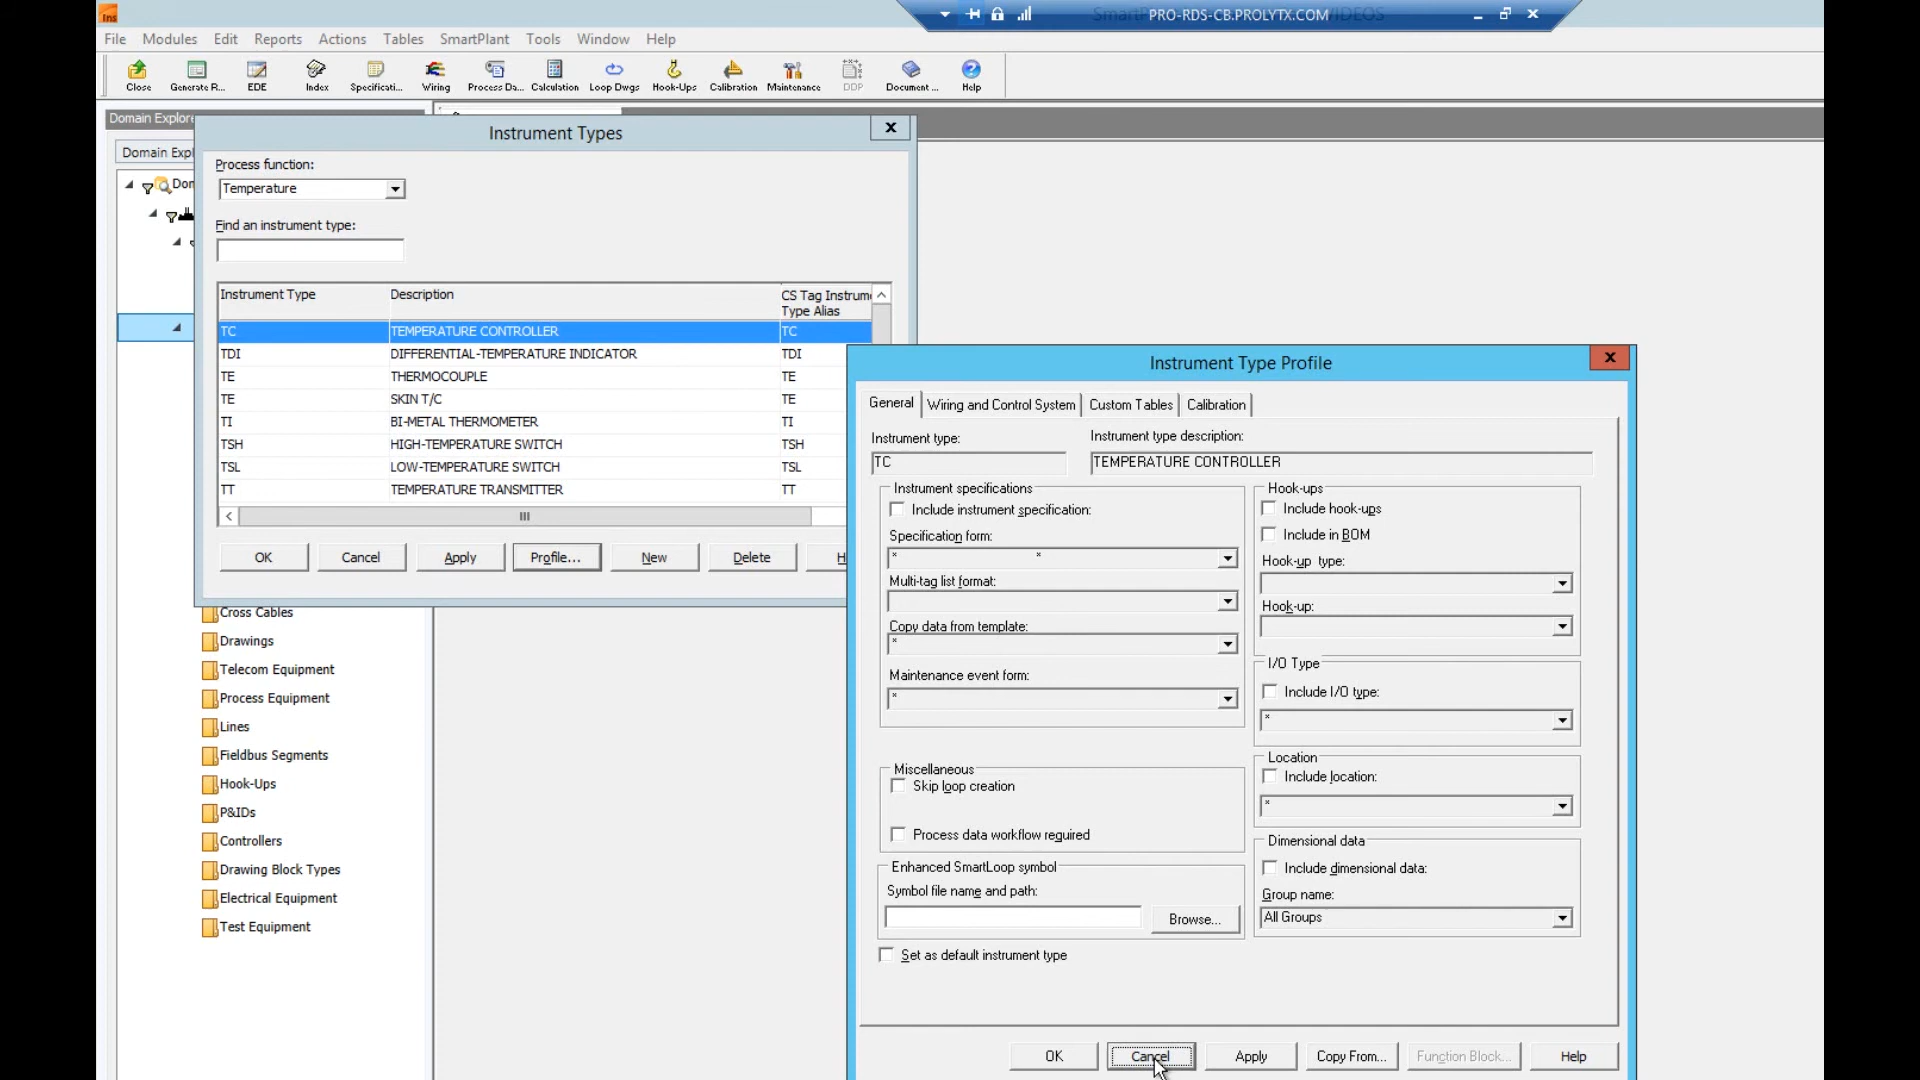 Ins
PRO-RDS-CB.PROLYTX.COM
File Modules Edit Reports Actions Tables SmartPlant Tools Window Help
Close Generate R... EDE Index Specificati... Wiring Process Da... Calculation Loop Dwgs Hook-Ups Calibration Maintenance DDP Document ... Help
Domain Explore
Instrument Types
Domain Expl
Process function:
Temperature
Dor
Find an instrument type:
Instrument Type Description CS Tag Instrum
Type Alias
TC TEMPERATURE CONTROLLER TC
TDI DIFFERENTIAL-TEMPERATURE INDICATOR TDI
TE THERMOCOUPLE TE
TE SKIN T/C TE
TI BI-METAL THERMOMETER TI
TSH HIGH-TEMPERATURE SWITCH TSH
TSL LOW-TEMPERATURE SWITCH TSL
TT TEMPERATURE TRANSMITTER TT
OK Cancel Apply Profile... New Delete H
Cross Cables
Drawings
Telecom Equipment
Process Equipment
Lines
Fieldbus Segments
Hook-Ups
P&IDs
Controllers
Drawing Block Types
Electrical Equipment
Test Equipment
Instrument Type Profile
General Wiring and Control System Custom Tables Calibration
Instrument type: Instrument type description:
TC TEMPERATURE CONTROLLER
Instrument specifications
Include instrument specification:
Specification form:
* *
Multi-tag list format:
Copy data from template:
*
Maintenance event form:
*
Miscellaneous
Skip loop creation
Process data workflow required
Enhanced SmartLoop symbol
Symbol file name and path:
Browse...
Set as default instrument type
Hook-ups
Include hook-ups
Include in BOM
Hook-up type:
Hook-up:
I/O Type
Include I/O type:
*
Location
Include location:
*
Dimensional data
Include dimensional data:
Group name:
All Groups
OK Cancel Apply Copy From... Function Block... Help